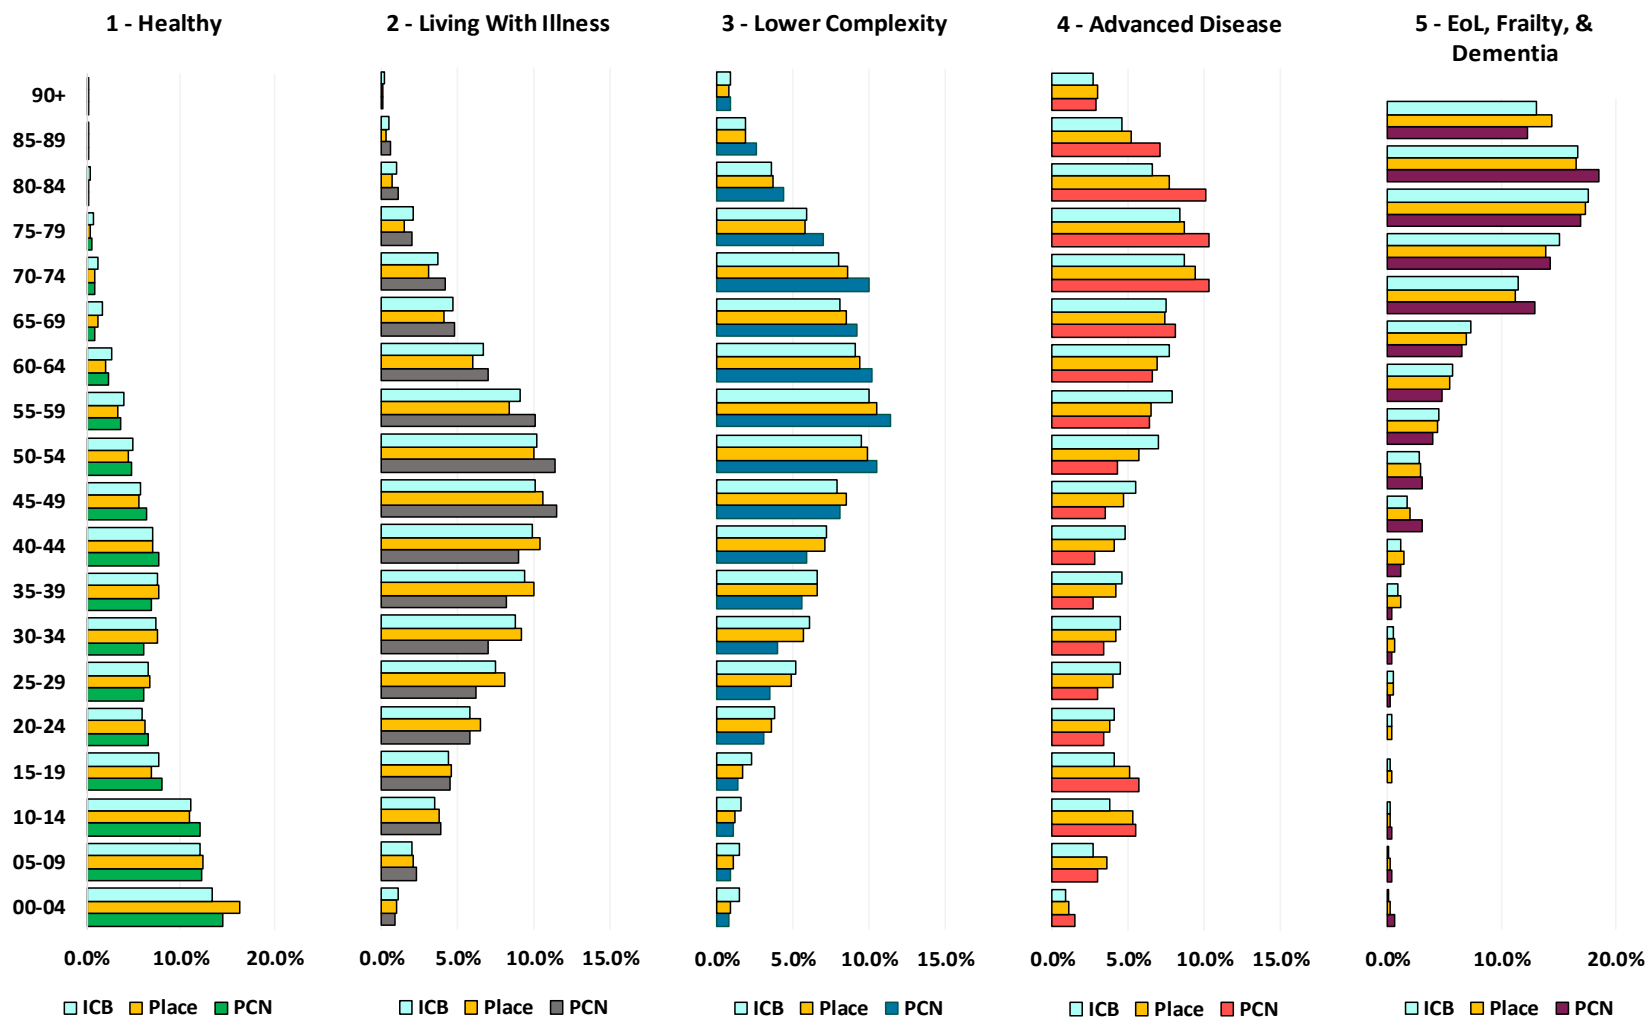 1 - Healthy
2 - Living With Illness
3 - Lower Complexity
4 - Advanced Disease
5 - EoL, Frailty, &
Dementia
90+
85-89
80-84
75-79
70-74
65-69
60-64
55-59
50-54
45-49
40-44
35-39
30-34
25-29
20-24
15-19
10-14
05-09
00-04
0.0% 10.0% 20.0%
0.0% 5.0% 10.0% 15.0%
0.0% 5.0% 10.0% 15.0%
0.0% 5.0% 10.0% 15.0%
0.0% 10.0% 20.0%
ICB Place PCN
ICB Place PCN
ICB Place PCN
ICB Place PCN
ICB Place PCN